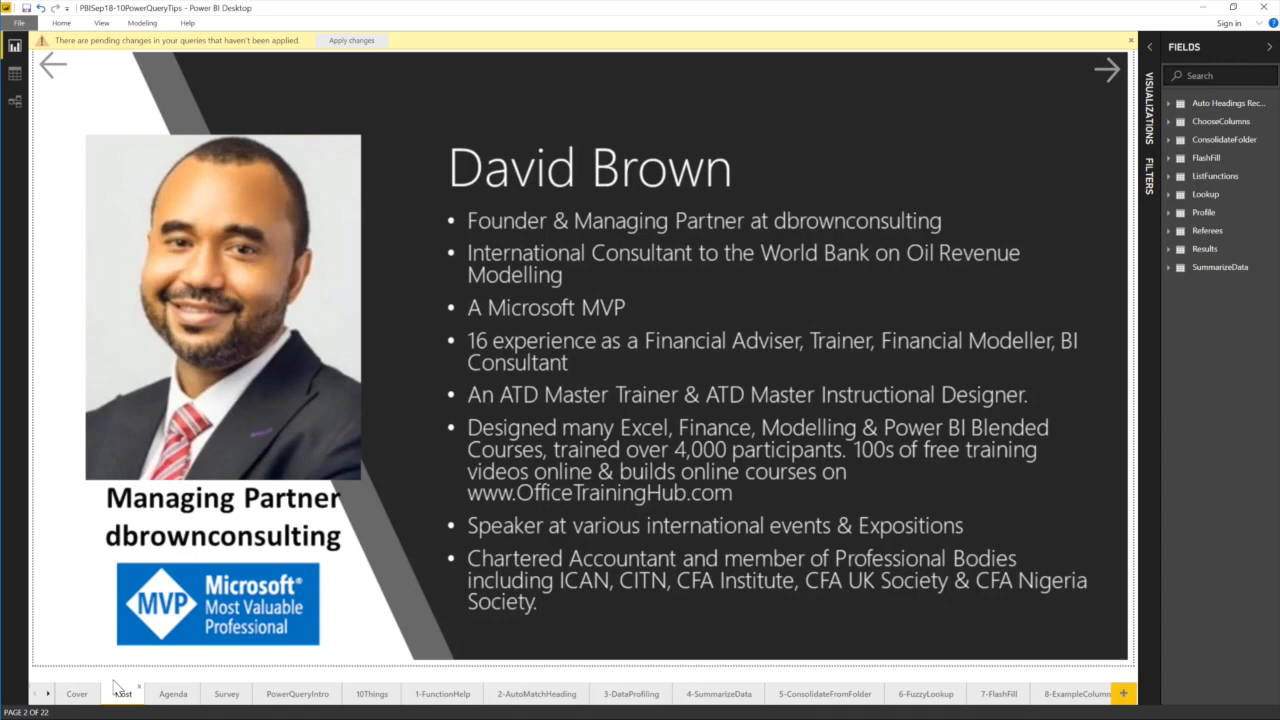 PBISep18-10PowerQueryTips - Power BI Desktop
File Home View Modeling Help
Sign in
There are pending changes in your queries that haven't been applied. Apply changes
David Brown
• Founder & Managing Partner at dbrownconsulting
• International Consultant to the World Bank on Oil Revenue
Modelling
• A Microsoft MVP
• 16 experience as a Financial Adviser, Trainer, Financial Modeller, BI
Consultant
• An ATD Master Trainer & ATD Master Instructional Designer.
• Designed many Excel, Finance, Modelling & Power BI Blended
Courses, trained over 4,000 participants. 100s of free training
videos online & builds online courses on
www.OfficeTrainingHub.com
• Speaker at various international events & Expositions
• Chartered Accountant and member of Professional Bodies
including ICAN, CITN, CFA Institute, CFA UK Society & CFA Nigeria
Society.
Managing Partner
dbrownconsulting
MVP
Microsoft®
Most Valuable
Professional
VISUALIZATIONS
FILTERS
FIELDS
Search
Auto Headings Rec...
ChooseColumns
ConsolidateFolder
FlashFill
ListFunctions
Lookup
Profile
Referees
Results
SummarizeData
Cover Agenda Survey PowerQueryIntro 10Things 1-FunctionHelp 2-AutoMatchHeading 3-DataProfiling 4-SummarizeData 5-ConsolidateFromFolder 6-FuzzyLookup 7-FlashFill 8-ExampleColumn
PAGE 2 OF 22